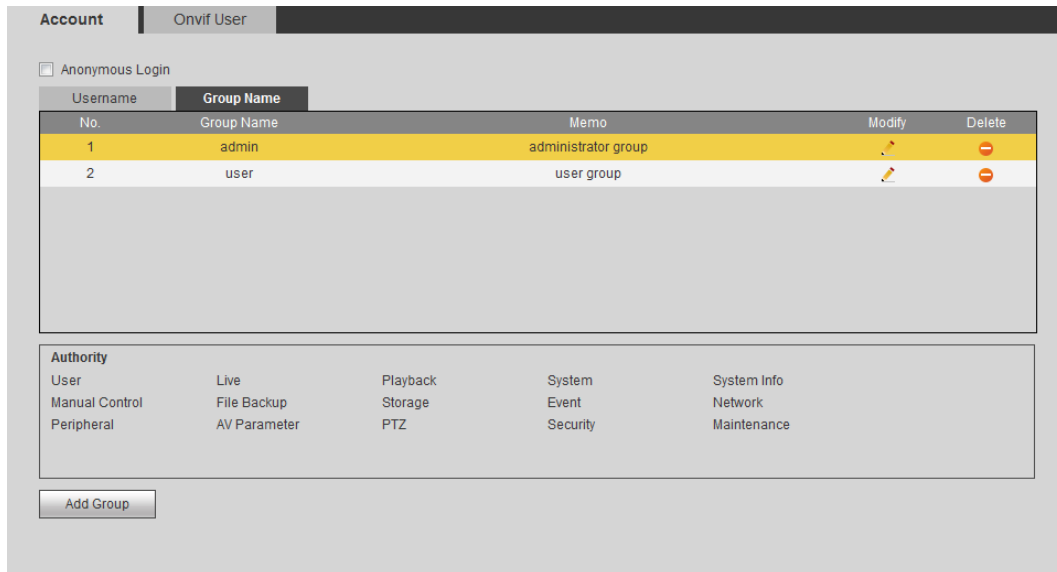 Account Onvif User
Anonymous Login
Username Group Name
No. Group Name Memo Modify Delete
1 admin administrator group
2 user user group
Authority
User Live Playback System System Info
Manual Control File Backup Storage Event Network
Peripheral AV Parameter PTZ Security Maintenance
Add Group